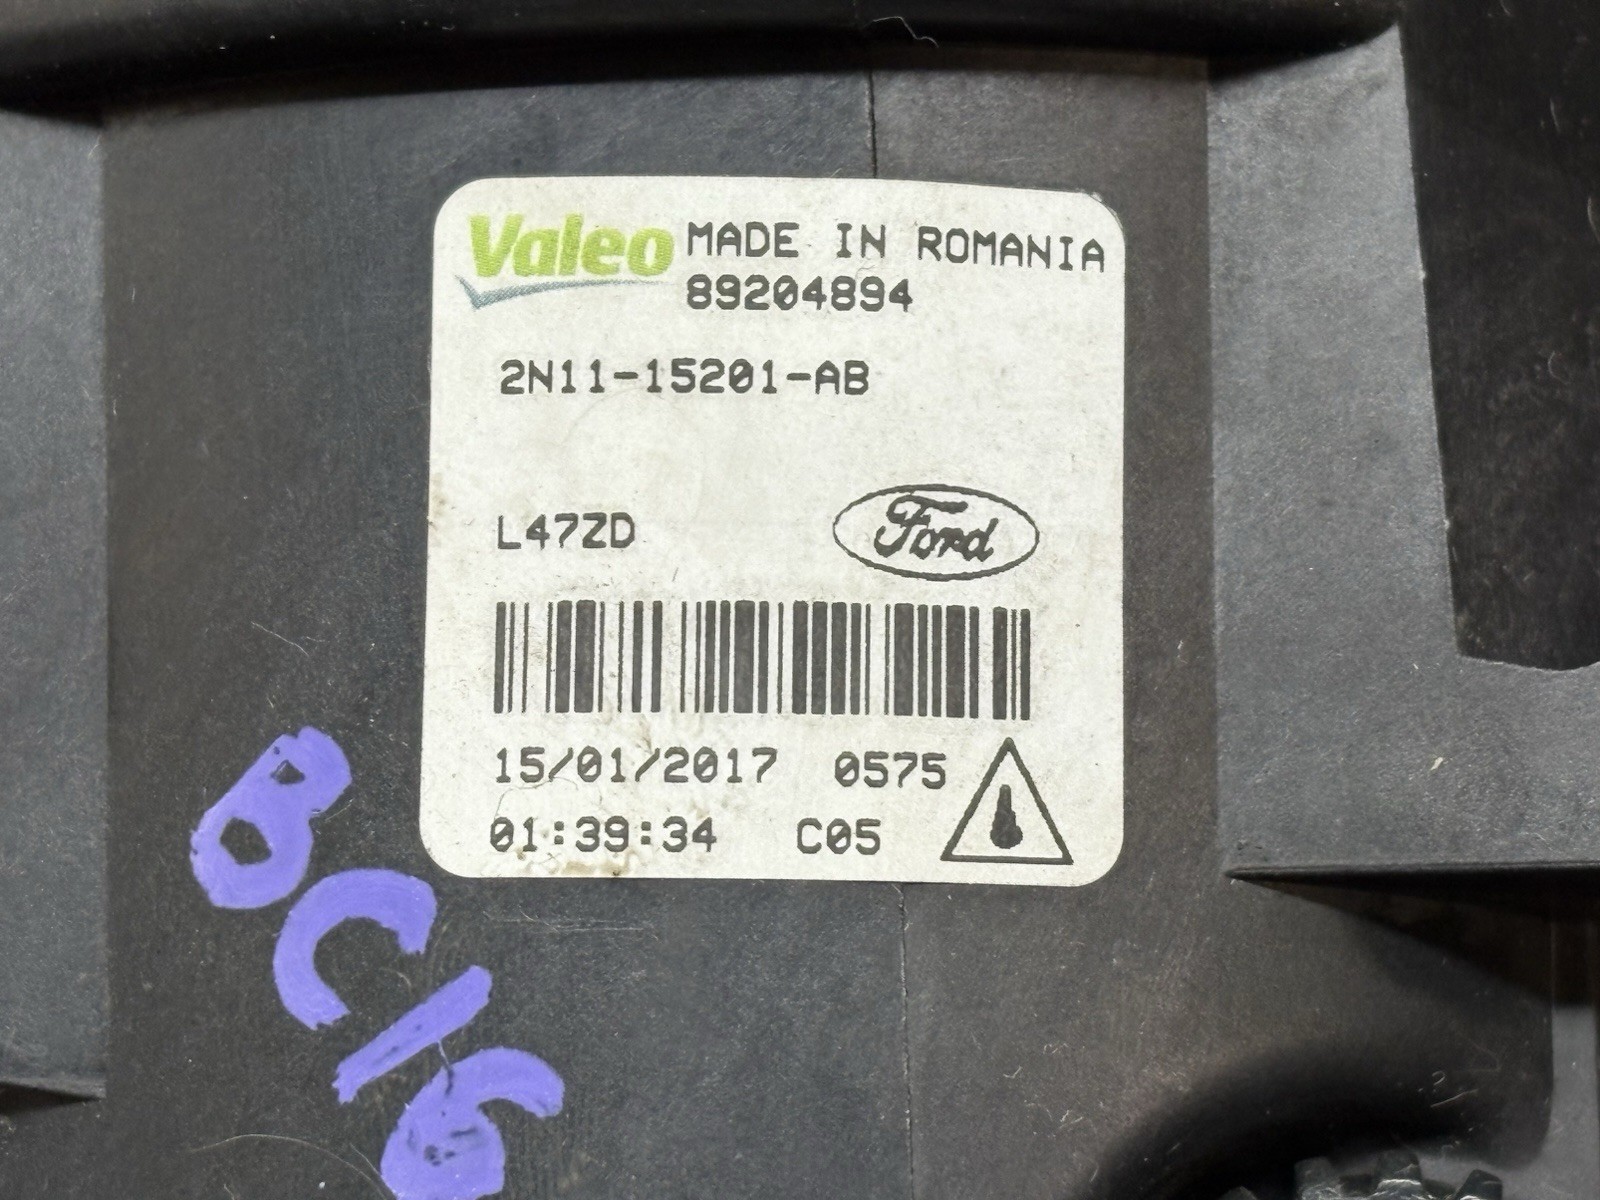 Valeo MADE IN ROMANIA
89204894
2N11-15201-AB
L47ZD Ford
15/01/2017 0575
01:39:34 C05
BC16